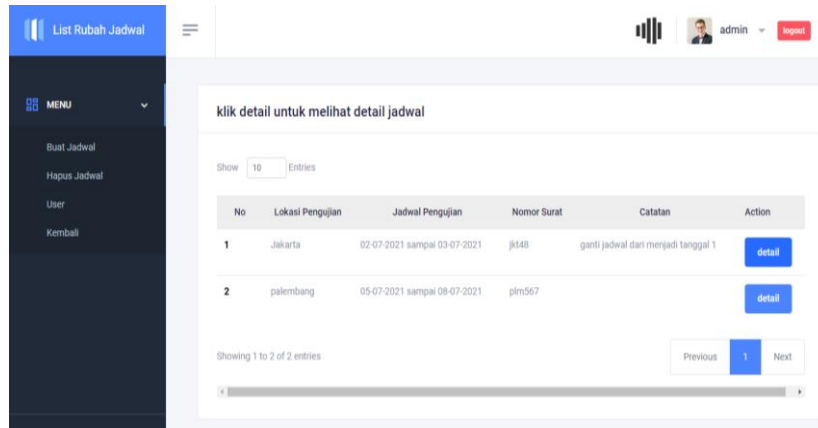 List Rubah Jadwal
admin
logout
MENU
Buat Jadwal
Hapus Jadwal
User
Kembali
klik detail untuk melihat detail jadwal
Show 10 Entries
No Lokasi Pengujian Jadwal Pengujian Nomor Surat Catatan Action
1 Jakarta 02-07-2021 sampai 03-07-2021 jkt48 ganti jadwal dari menjadi tanggal 1 detail
2 palembang 05-07-2021 sampai 08-07-2021 plm567 detail
Showing 1 to 2 of 2 entries
Previous 1 Next